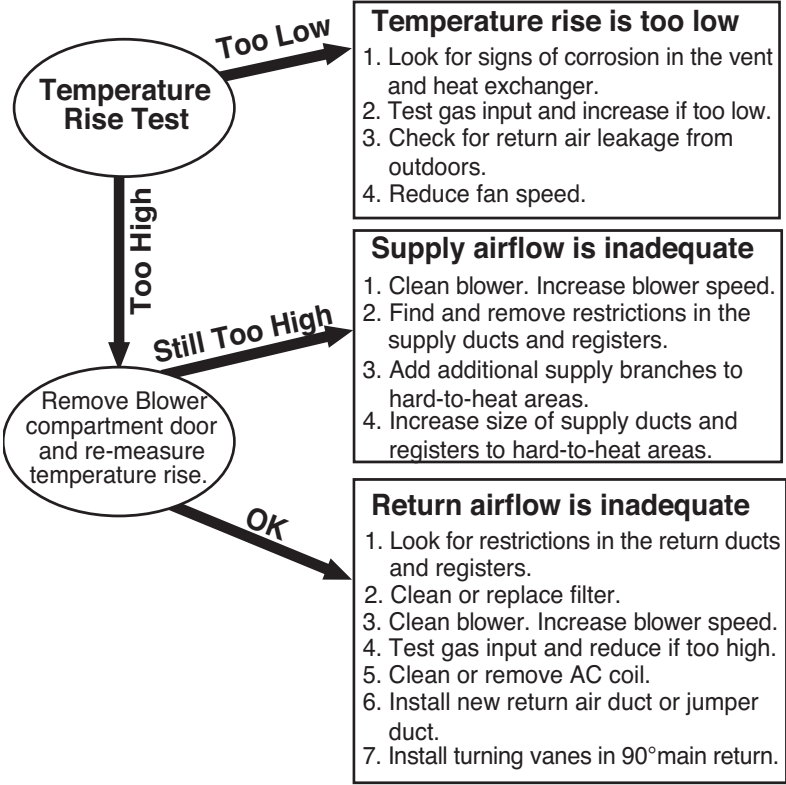 Temperature
Rise Test
Too Low
Temperature rise is too low
1. Look for signs of corrosion in the vent
and heat exchanger.
2. Test gas input and increase if too low.
3. Check for return air leakage from
outdoors.
4. Reduce fan speed.
Too High
Remove Blower
compartment door
and re-measure
temperature rise.
Still Too High
Supply airflow is inadequate
1. Clean blower. Increase blower speed.
2. Find and remove restrictions in the
supply ducts and registers.
3. Add additional supply branches to
hard-to-heat areas.
4. Increase size of supply ducts and
registers to hard-to-heat areas.
OK
Return airflow is inadequate
1. Look for restrictions in the return ducts
and registers.
2. Clean or replace filter.
3. Clean blower. Increase blower speed.
4. Test gas input and reduce if too high.
5. Clean or remove AC coil.
6. Install new return air duct or jumper
duct.
7. Install turning vanes in 90°main return.